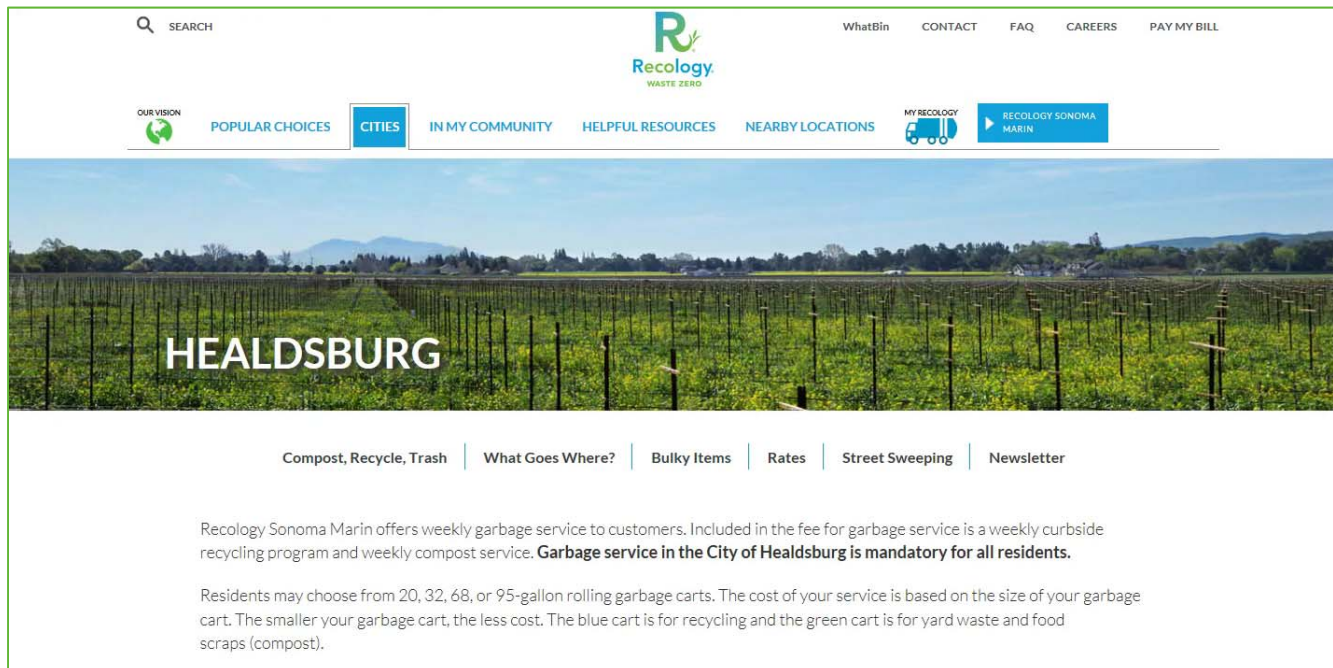 SEARCH
WhatBin CONTACT FAQ CAREERS PAY MY BILL
R
Recology.
WASTE ZERO
OUR VISION
POPULAR CHOICES CITIES IN MY COMMUNITY HELPFUL RESOURCES NEARBY LOCATIONS
MY RECOLOGY
RECOLOGY SONOMA
MARIN
HEALDSBURG
Compost, Recycle, Trash What Goes Where? Bulky Items Rates Street Sweeping Newsletter
Recology Sonoma Marin offers weekly garbage service to customers. Included in the fee for garbage service is a weekly curbside
recycling program and weekly compost service. Garbage service in the City of Healdsburg is mandatory for all residents.
Residents may choose from 20, 32, 68, or 95-gallon rolling garbage carts. The cost of your service is based on the size of your garbage
cart. The smaller your garbage cart, the less cost. The blue cart is for recycling and the green cart is for yard waste and food
scraps (compost).